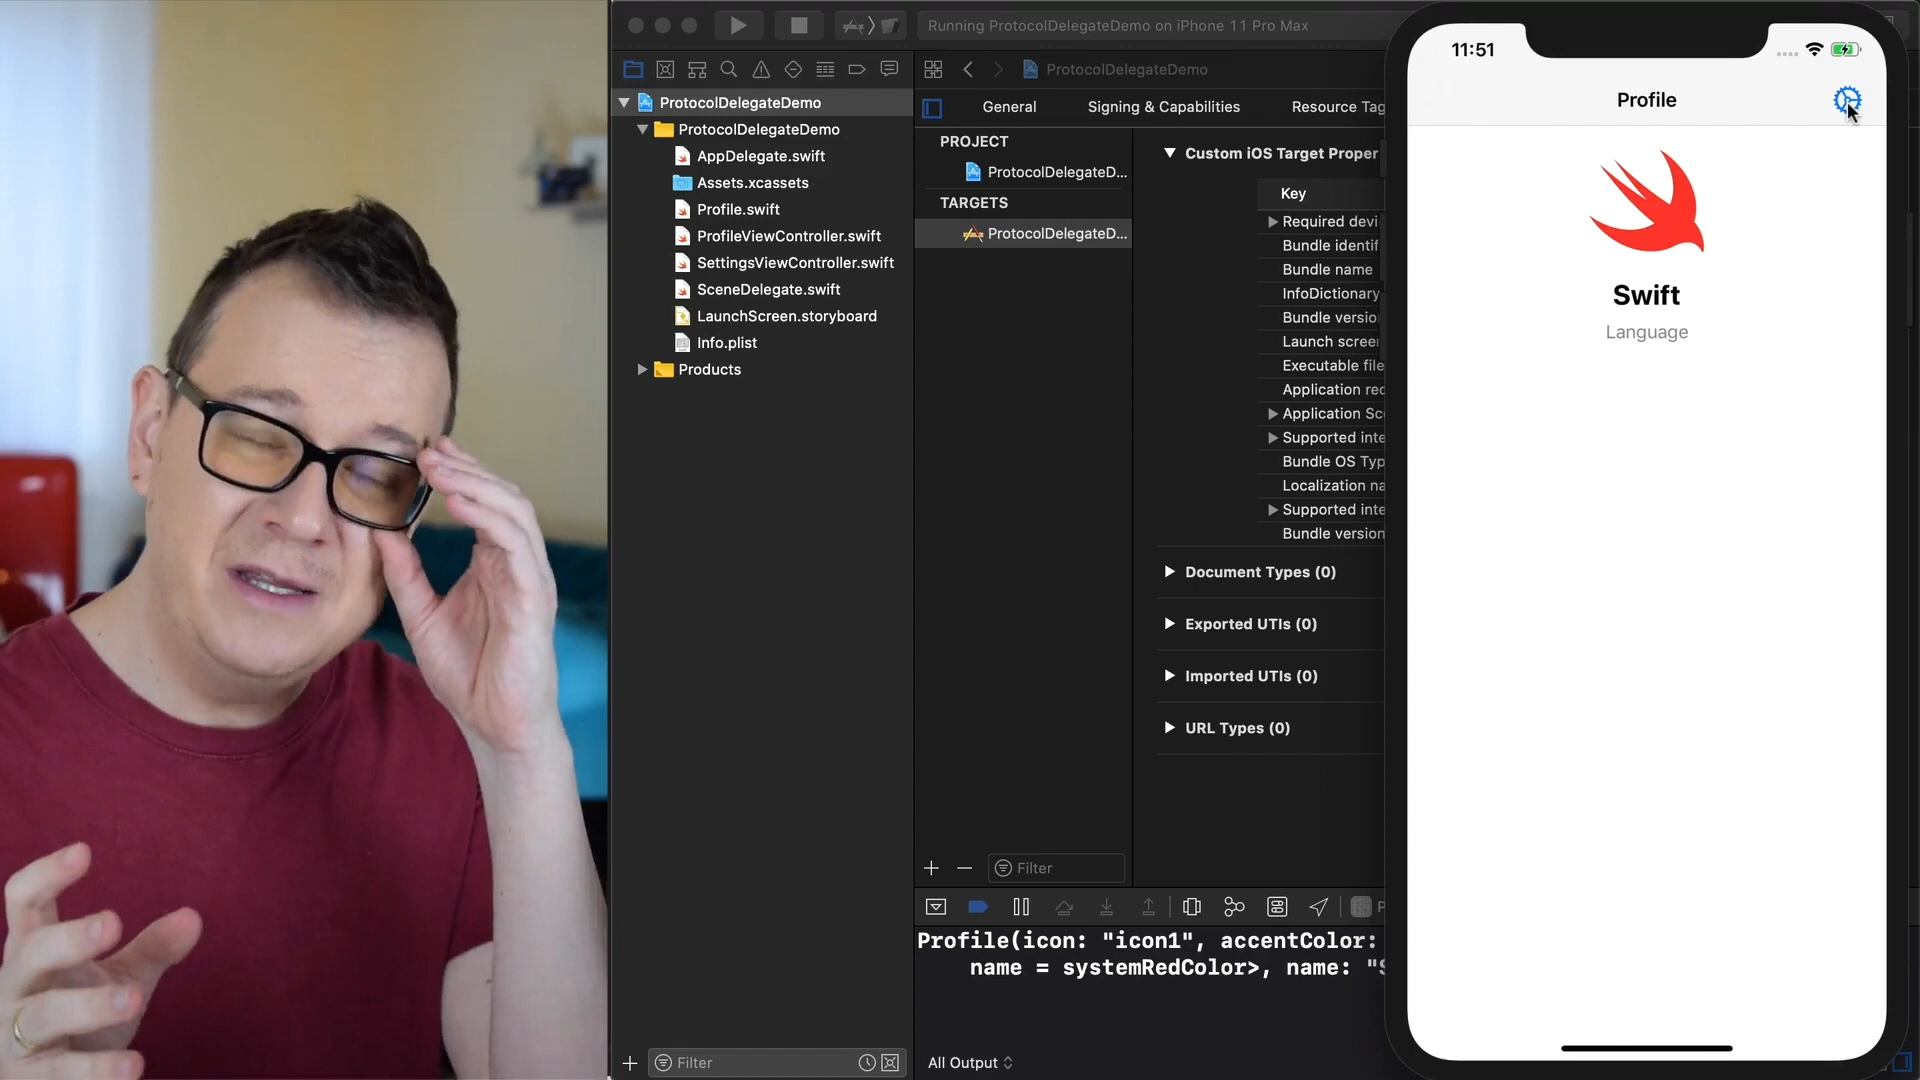 Running ProtocolDelegateDemo on iPhone 11 Pro Max
ProtocolDelegateDemo
ProtocolDelegateDemo
AppDelegate.swift
Assets.xcassets
Profile.swift
ProfileViewController.swift
SettingsViewController.swift
SceneDelegate.swift
LaunchScreen.storyboard
Info.plist
Products
Filter
ProtocolDelegateDemo
General
Signing & Capabilities
Resource Tag
PROJECT
ProtocolDelegateD...
TARGETS
ProtocolDelegateD...
Filter
Custom iOS Target Proper
Key
Required devi
Bundle identif
Bundle name
InfoDictionary
Bundle versio
Launch screen
Executable file
Application req
Application Sc
Supported inte
Bundle OS Typ
Localization na
Supported inte
Bundle version
Document Types (0)
Exported UTIs (0)
Imported UTIs (0)
URL Types (0)
Profile(icon: "icon1", accentColor:
name = systemRedColor>, name: "S
All Output
11:51
Profile
Swift
Language